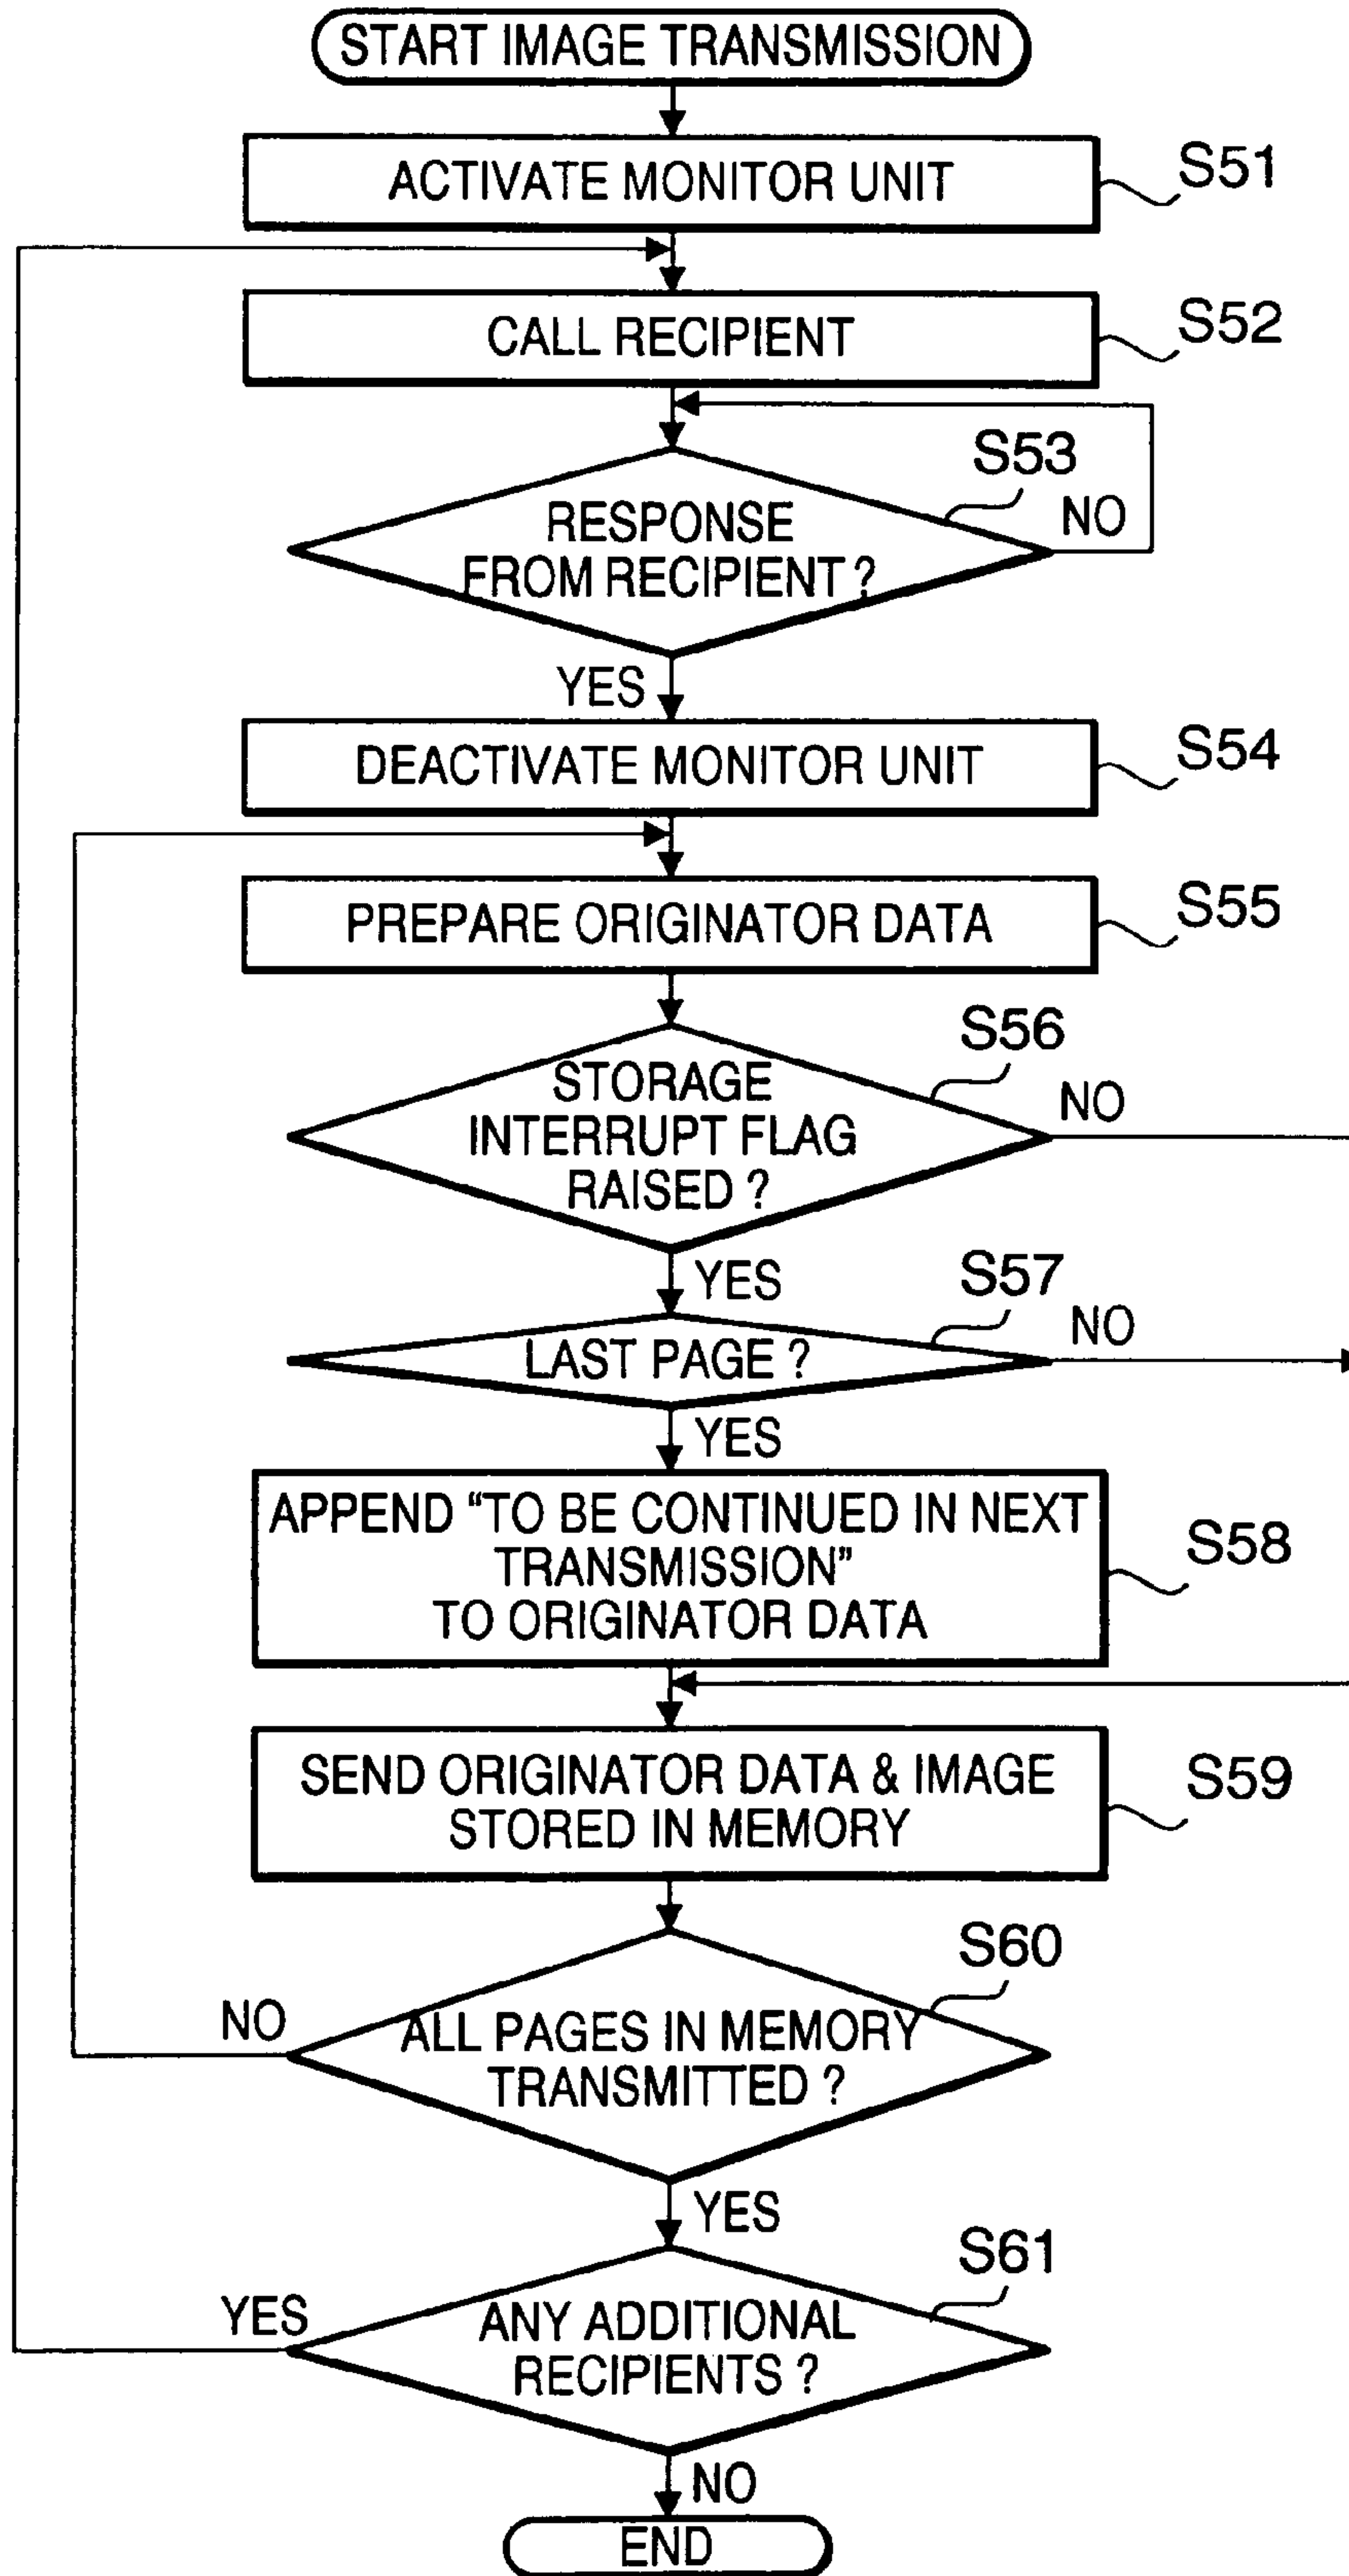 START IMAGE TRANSMISSION
ACTIVATE MONITOR UNIT
S51
CALL RECIPIENT
S52
S53
RESPONSE
FROM RECIPIENT ?
NO
YES
DEACTIVATE MONITOR UNIT
S54
PREPARE ORIGINATOR DATA
S55
S56
STORAGE
INTERRUPT FLAG
RAISED ?
NO
YES
S57
LAST PAGE ?
NO
YES
APPEND “TO BE CONTINUED IN NEXT
TRANSMISSION”
TO ORIGINATOR DATA
S58
SEND ORIGINATOR DATA & IMAGE
STORED IN MEMORY
S59
S60
NO
ALL PAGES IN MEMORY
TRANSMITTED ?
YES
S61
YES
ANY ADDITIONAL
RECIPIENTS ?
NO
END